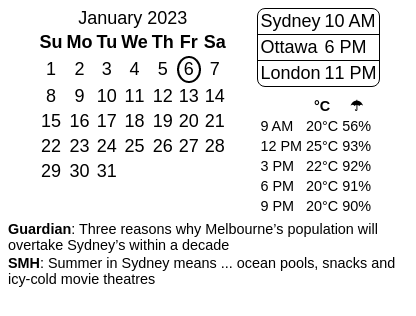 January 2023
Su Mo Tu We Th Fr Sa
1 2 3 4 5 6 7
8 9 10 11 12 13 14
15 16 17 18 19 20 21
22 23 24 25 26 27 28
29 30 31
Sydney 10 AM
Ottawa 6 PM
London 11 PM
°C ☂
9 AM 20°C 56%
12 PM 25°C 93%
3 PM 22°C 92%
6 PM 20°C 91%
9 PM 20°C 90%
Guardian: Three reasons why Melbourne’s population will
overtake Sydney’s within a decade
SMH: Summer in Sydney means ... ocean pools, snacks and
icy-cold movie theatres